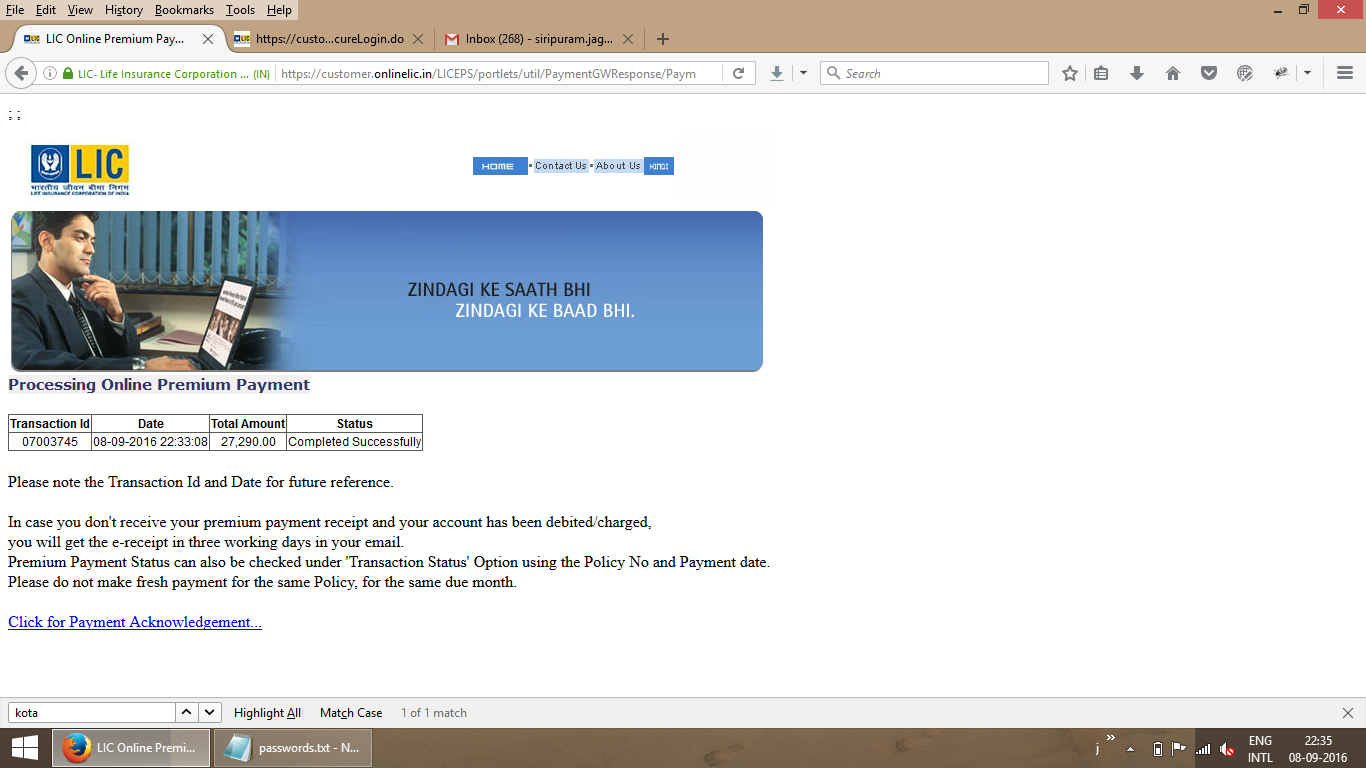 File Edit View History Bookmarks Tools Help
LIC Online Premium Pay...
https://custo...cureLogin.do
Inbox (268) - siripuram.jag...
LIC- Life Insurance Corporation ... (IN)
https://customer.onlinelic.in/LICEPS/portlets/util/PaymentGWResponse/Paym
Search
; ;
LIC
भारतीय जीवन बीमा निगम
LIFE INSURANCE CORPORATION OF INDIA
HOME Contact Us About Us HINDI
ZINDAGI KE SAATH BHI
ZINDAGI KE BAAD BHI.
Processing Online Premium Payment
Transaction Id Date Total Amount Status
07003745 08-09-2016 22:33:08 27,290.00 Completed Successfully
Please note the Transaction Id and Date for future reference.
In case you don't receive your premium payment receipt and your account has been debited/charged,
you will get the e-receipt in three working days in your email.
Premium Payment Status can also be checked under 'Transaction Status' Option using the Policy No and Payment date.
Please do not make fresh payment for the same Policy, for the same due month.
Click for Payment Acknowledgement...
kota Highlight All Match Case 1 of 1 match
LIC Online Premi...
passwords.txt - N...
j
ENG
INTL
22:35
08-09-2016